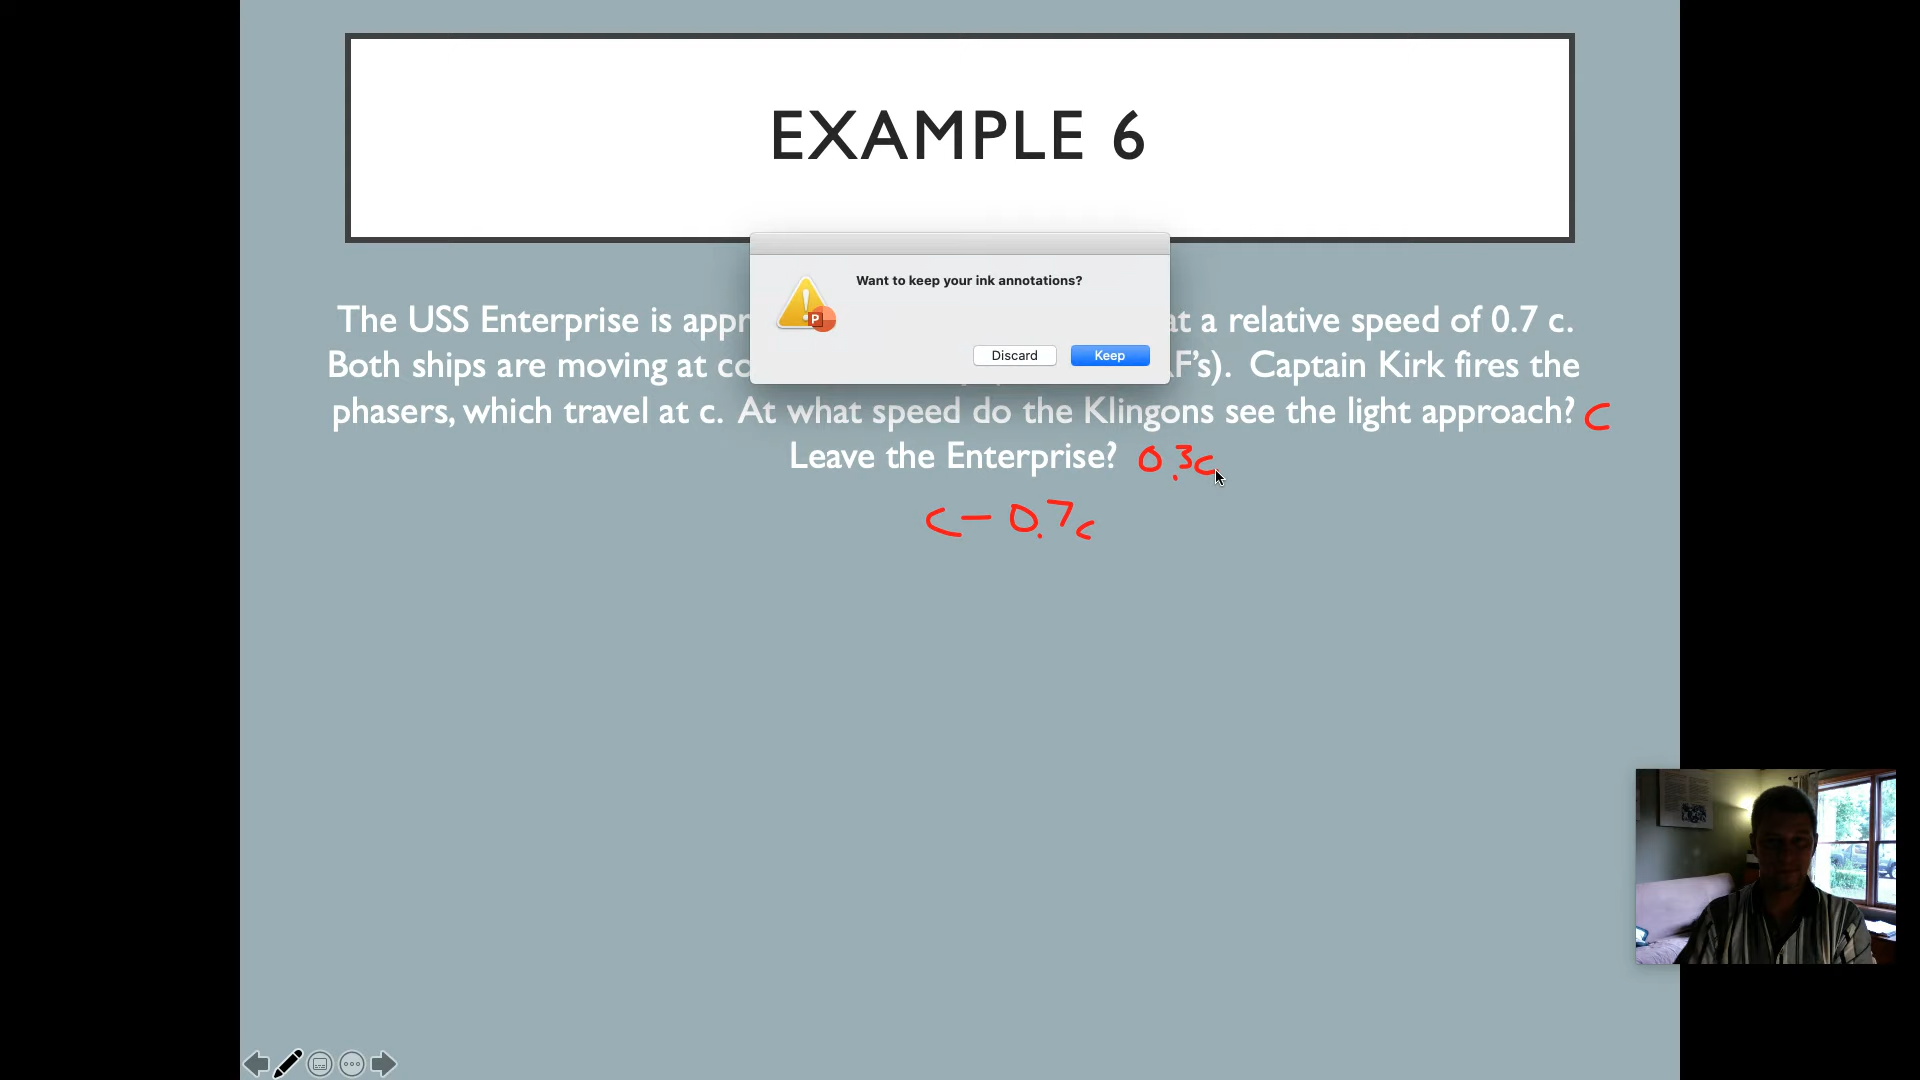 EXAMPLE 6
Want to keep your ink annotations?
Discard
Keep
The USS Enterprise is at a relative speed of 0.7 c.
Both ships are moving at Captain Kirk fires the
phasers, which travel at c. At what speed do the Klingons see the light approach? C
Leave the Enterprise? 0.3c
c - 0.7c